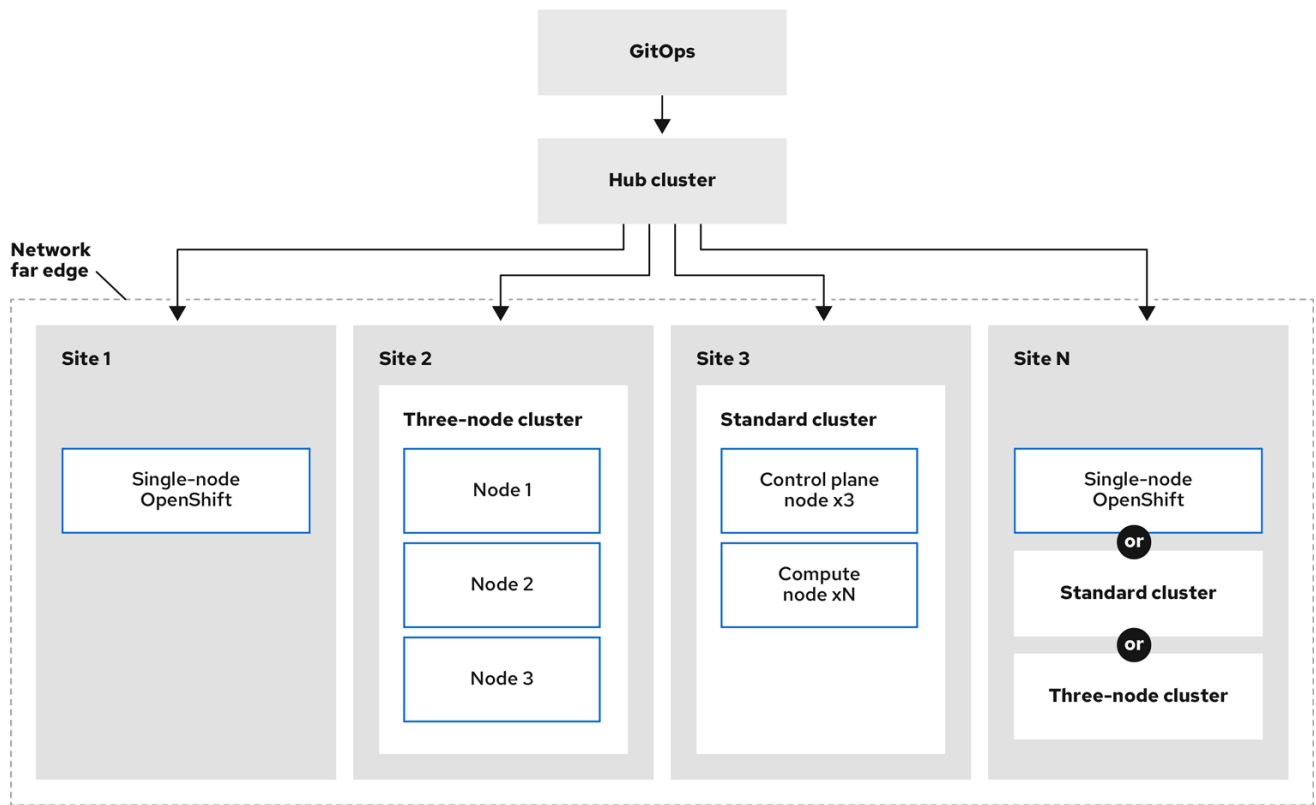 GitOps
Hub cluster
Network
far edge
Site 1
Single-node
OpenShift
Site 2
Three-node cluster
Node 1
Node 2
Node 3
Site 3
Standard cluster
Control plane
node x3
Compute
node xN
Site N
Single-node
OpenShift
or
Standard cluster
or
Three-node cluster